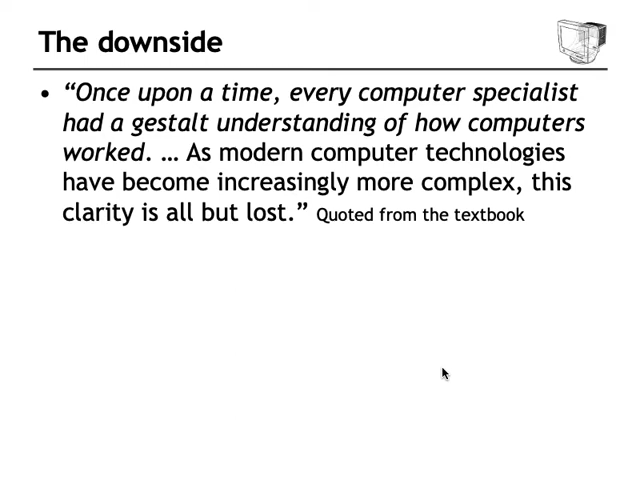 The downside
• “Once upon a time, every computer specialist
had a gestalt understanding of how computers
worked. … As modern computer technologies
have become increasingly more complex, this
clarity is all but lost.” Quoted from the textbook